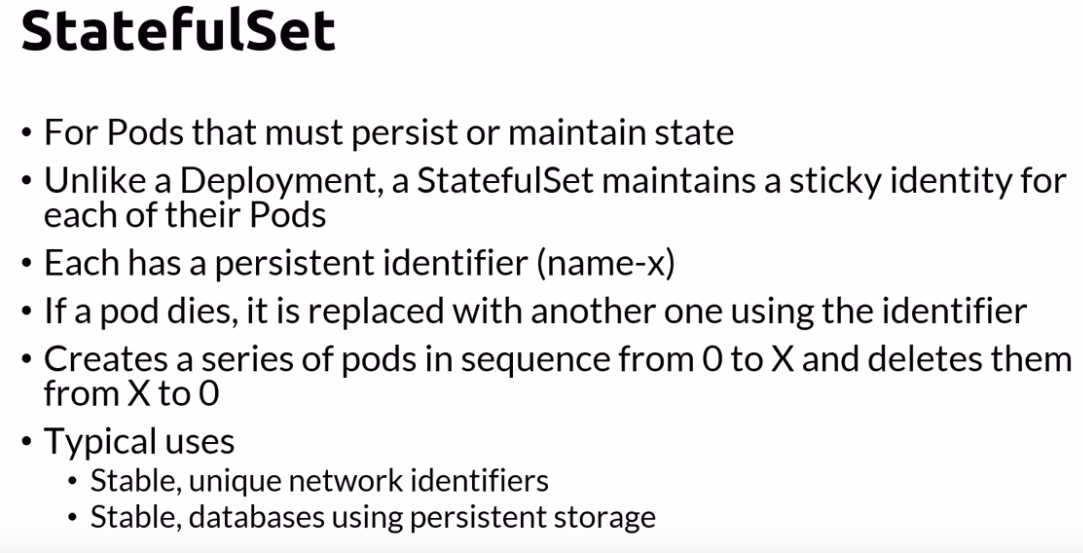 StatefulSet
• For Pods that must persist or maintain state
• Unlike a Deployment, a StatefulSet maintains a sticky identity for
each of their Pods
• Each has a persistent identifier (name-x)
• If a pod dies, it is replaced with another one using the identifier
• Creates a series of pods in sequence from 0 to X and deletes them
from X to 0
• Typical uses
• Stable, unique network identifiers
• Stable, databases using persistent storage